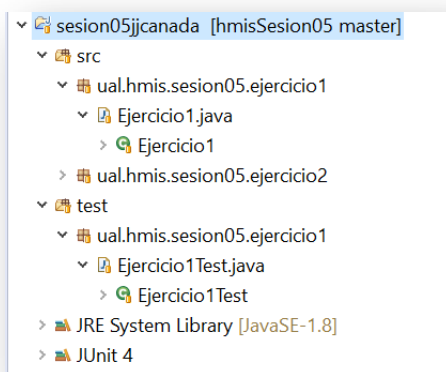 sesion05jjcanada [hmisSesion05 master]
src
ual.hmis.sesion05.ejercicio1
Ejercicio1.java
Ejercicio1
ual.hmis.sesion05.ejercicio2
test
ual.hmis.sesion05.ejercicio1
Ejercicio1Test.java
Ejercicio1Test
JRE System Library [JavaSE-1.8]
JUnit 4